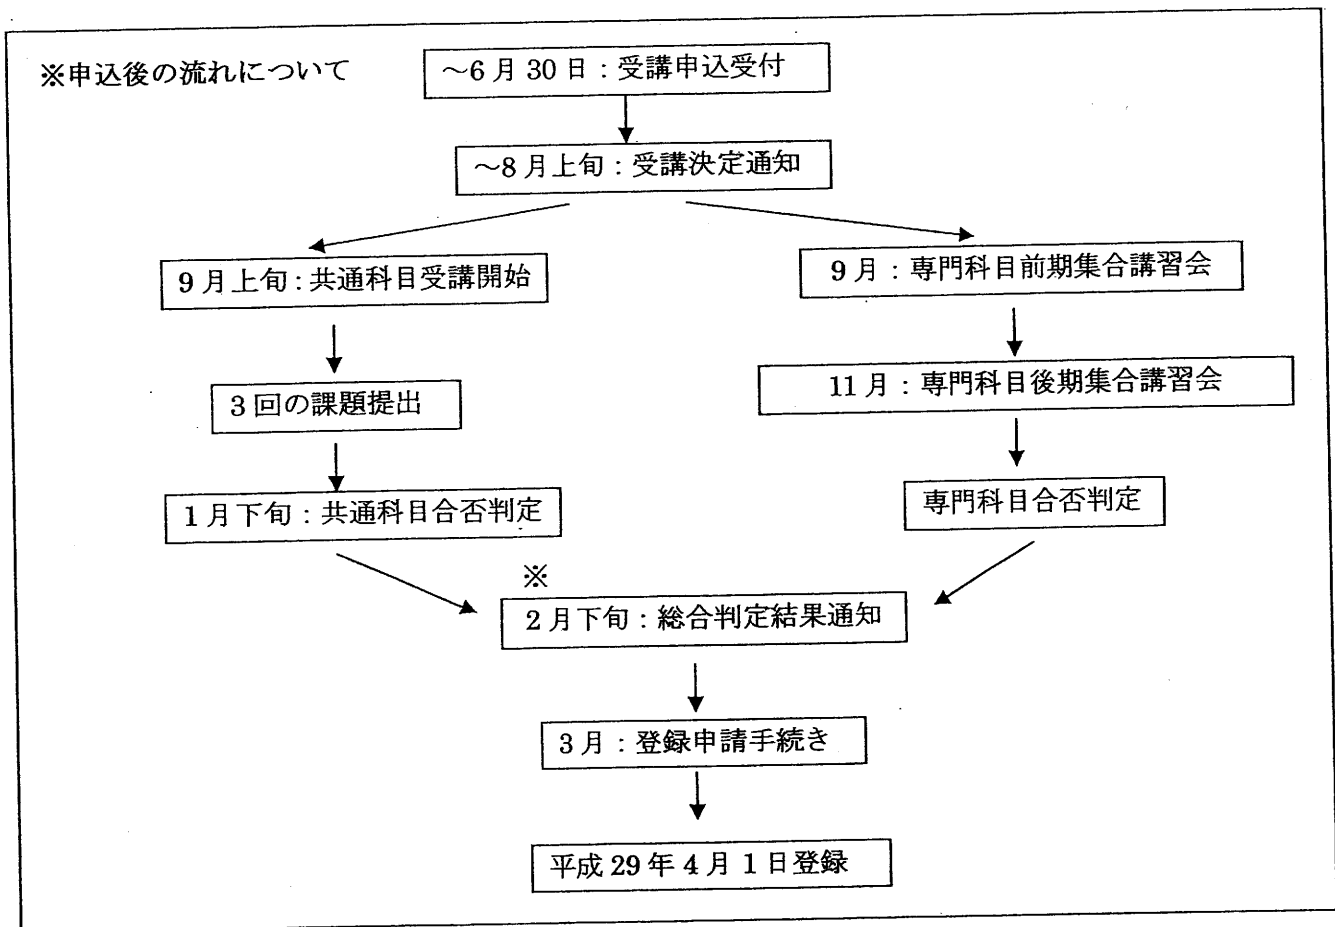 ※申込後の流れについて
～6月30日：受講申込受付
～8月上旬：受講決定通知
9月上旬：共通科目受講開始
9月：専門科目前期集合講習会
3回の課題提出
11月：専門科目後期集合講習会
1月下旬：共通科目合否判定
専門科目合否判定
※
2月下旬：総合判定結果通知
3月：登録申請手続き
平成29年4月1日登録